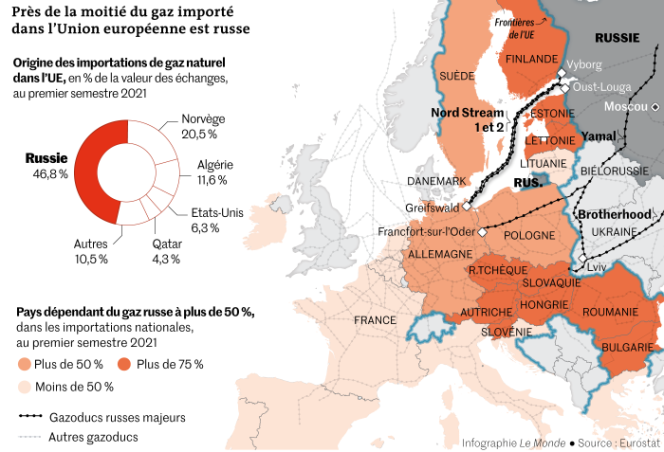 Près de la moitié du gaz importé
dans l'Union européenne est russe
Origine des importations de gaz naturel
dans l'UE, en % de la valeur des échanges,
au premier semestre 2021
Russie
46,8 %
Norvège
20,5 %
Algérie
11,6 %
Etats-Unis
6,3 %
Qatar
4,3 %
Autres
10,5 %
Pays dépendant du gaz russe à plus de 50 %,
dans les importations nationales,
au premier semestre 2021
Plus de 50 %
Plus de 75 %
Moins de 50 %
Gazoducs russes majeurs
Autres gazoducs
Frontières
de l'UE
RUSSIE
FINLANDE
SUÈDE
Vyborg
Oust-Louga
Moscou
Nord Stream
1 et 2
ESTONIE
LETTONIE
Yamal
LITUANIE
BIÉLORUSSIE
DANEMARK
RUS.
Greifswald
Brotherhood
Francfort-sur-l'Oder
POLOGNE
UKRAINE
ALLEMAGNE
Lviv
R.TCHÈQUE
SLOVAQUIE
FRANCE
AUTRICHE
HONGRIE
ROUMANIE
SLOVÉNIE
BULGARIE
Infographie Le Monde • Source : Eurostat